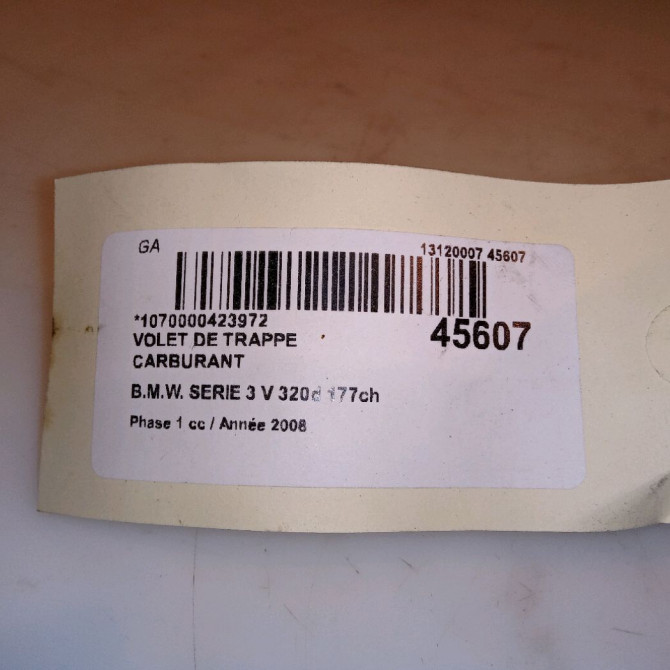 GA
13120007 45607
*1070000423972
45607
VOLET DE TRAPPE
CARBURANT
B.M.W. SERIE 3 V 320d 177ch
Phase 1 cc / Année 2008